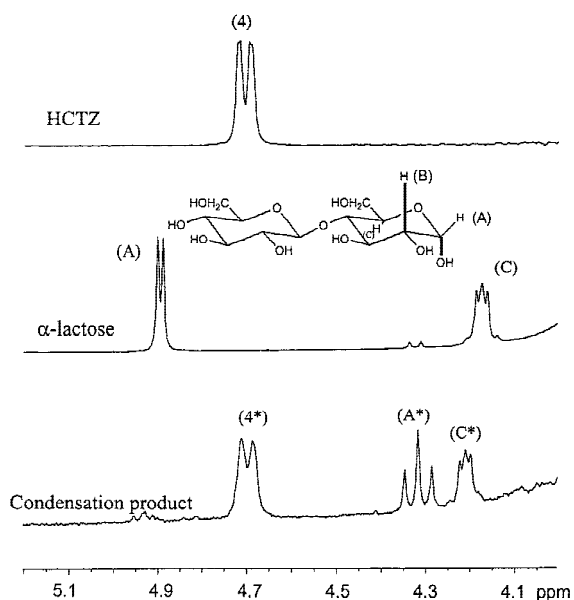 (4)
HCTZ
H (B)
HOH₂C
HOH₂C
O
O
H (A)
HO
O
(c) H
HO
OH
HO
OH
OH
(A)
(C)
α-lactose
(4*)
(A*)
(C*)
Condensation product
5.1 4.9 4.7 4.5 4.3 4.1 ppm